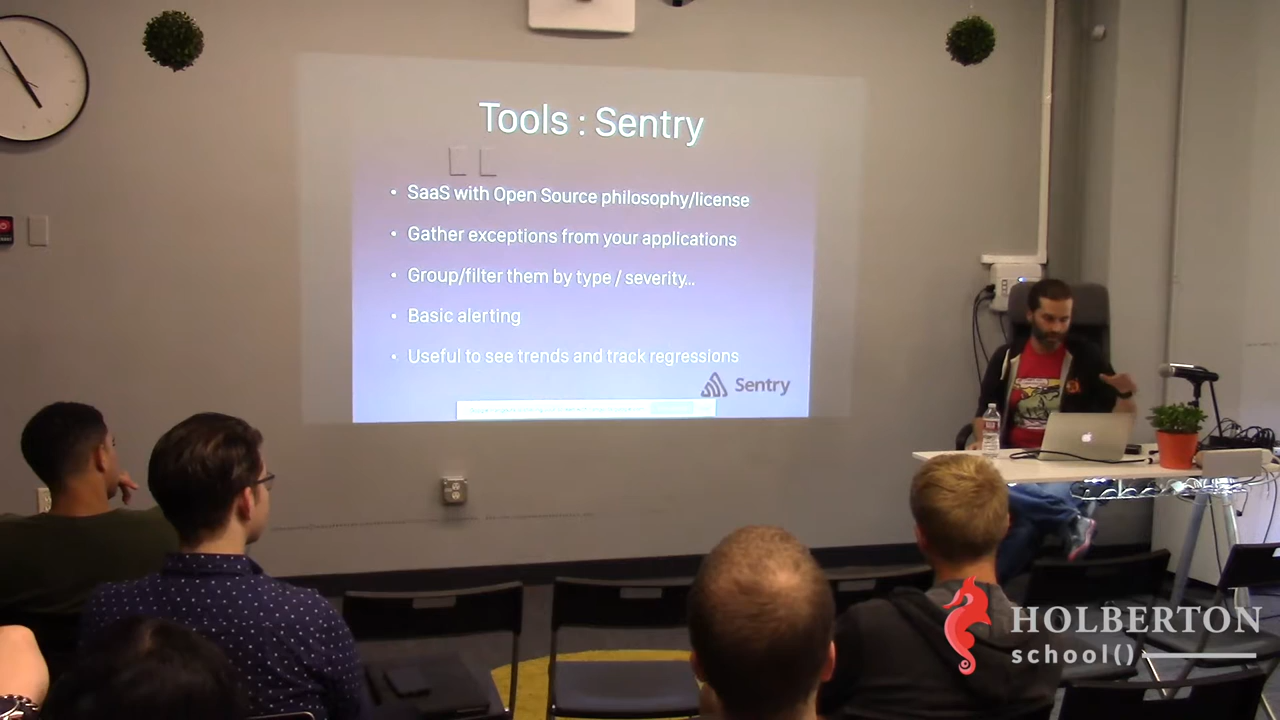 Tools : Sentry
• SaaS with Open Source philosophy/license
• Gather exceptions from your applications
• Group/filter them by type / severity...
• Basic alerting
• Useful to see trends and track regressions
Sentry
HOLBERTON
school()